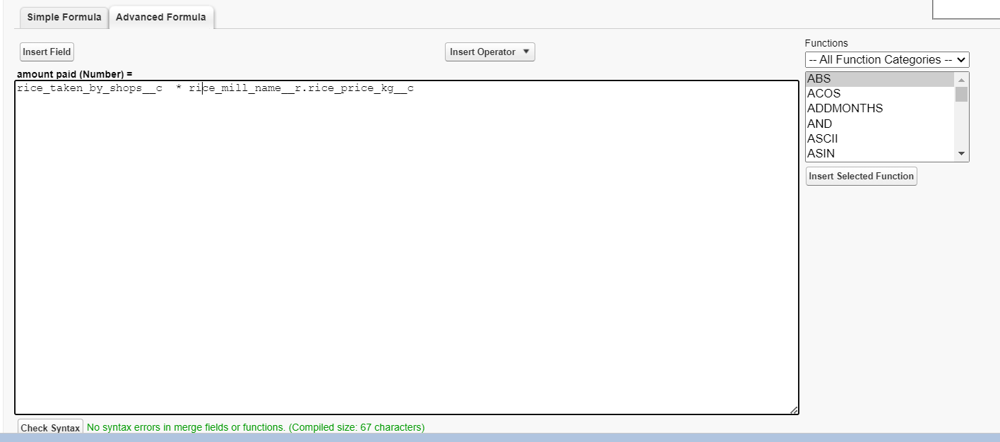 Simple Formula
Advanced Formula
Insert Field
Insert Operator
Functions
-- All Function Categories --
amount paid (Number) =
rice_taken_by_shops__c  * rice_mill_name__r.rice_price_kg__c
ABS
ACOS
ADDMONTHS
AND
ASCII
ASIN
Insert Selected Function
Check Syntax
No syntax errors in merge fields or functions. (Compiled size: 67 characters)